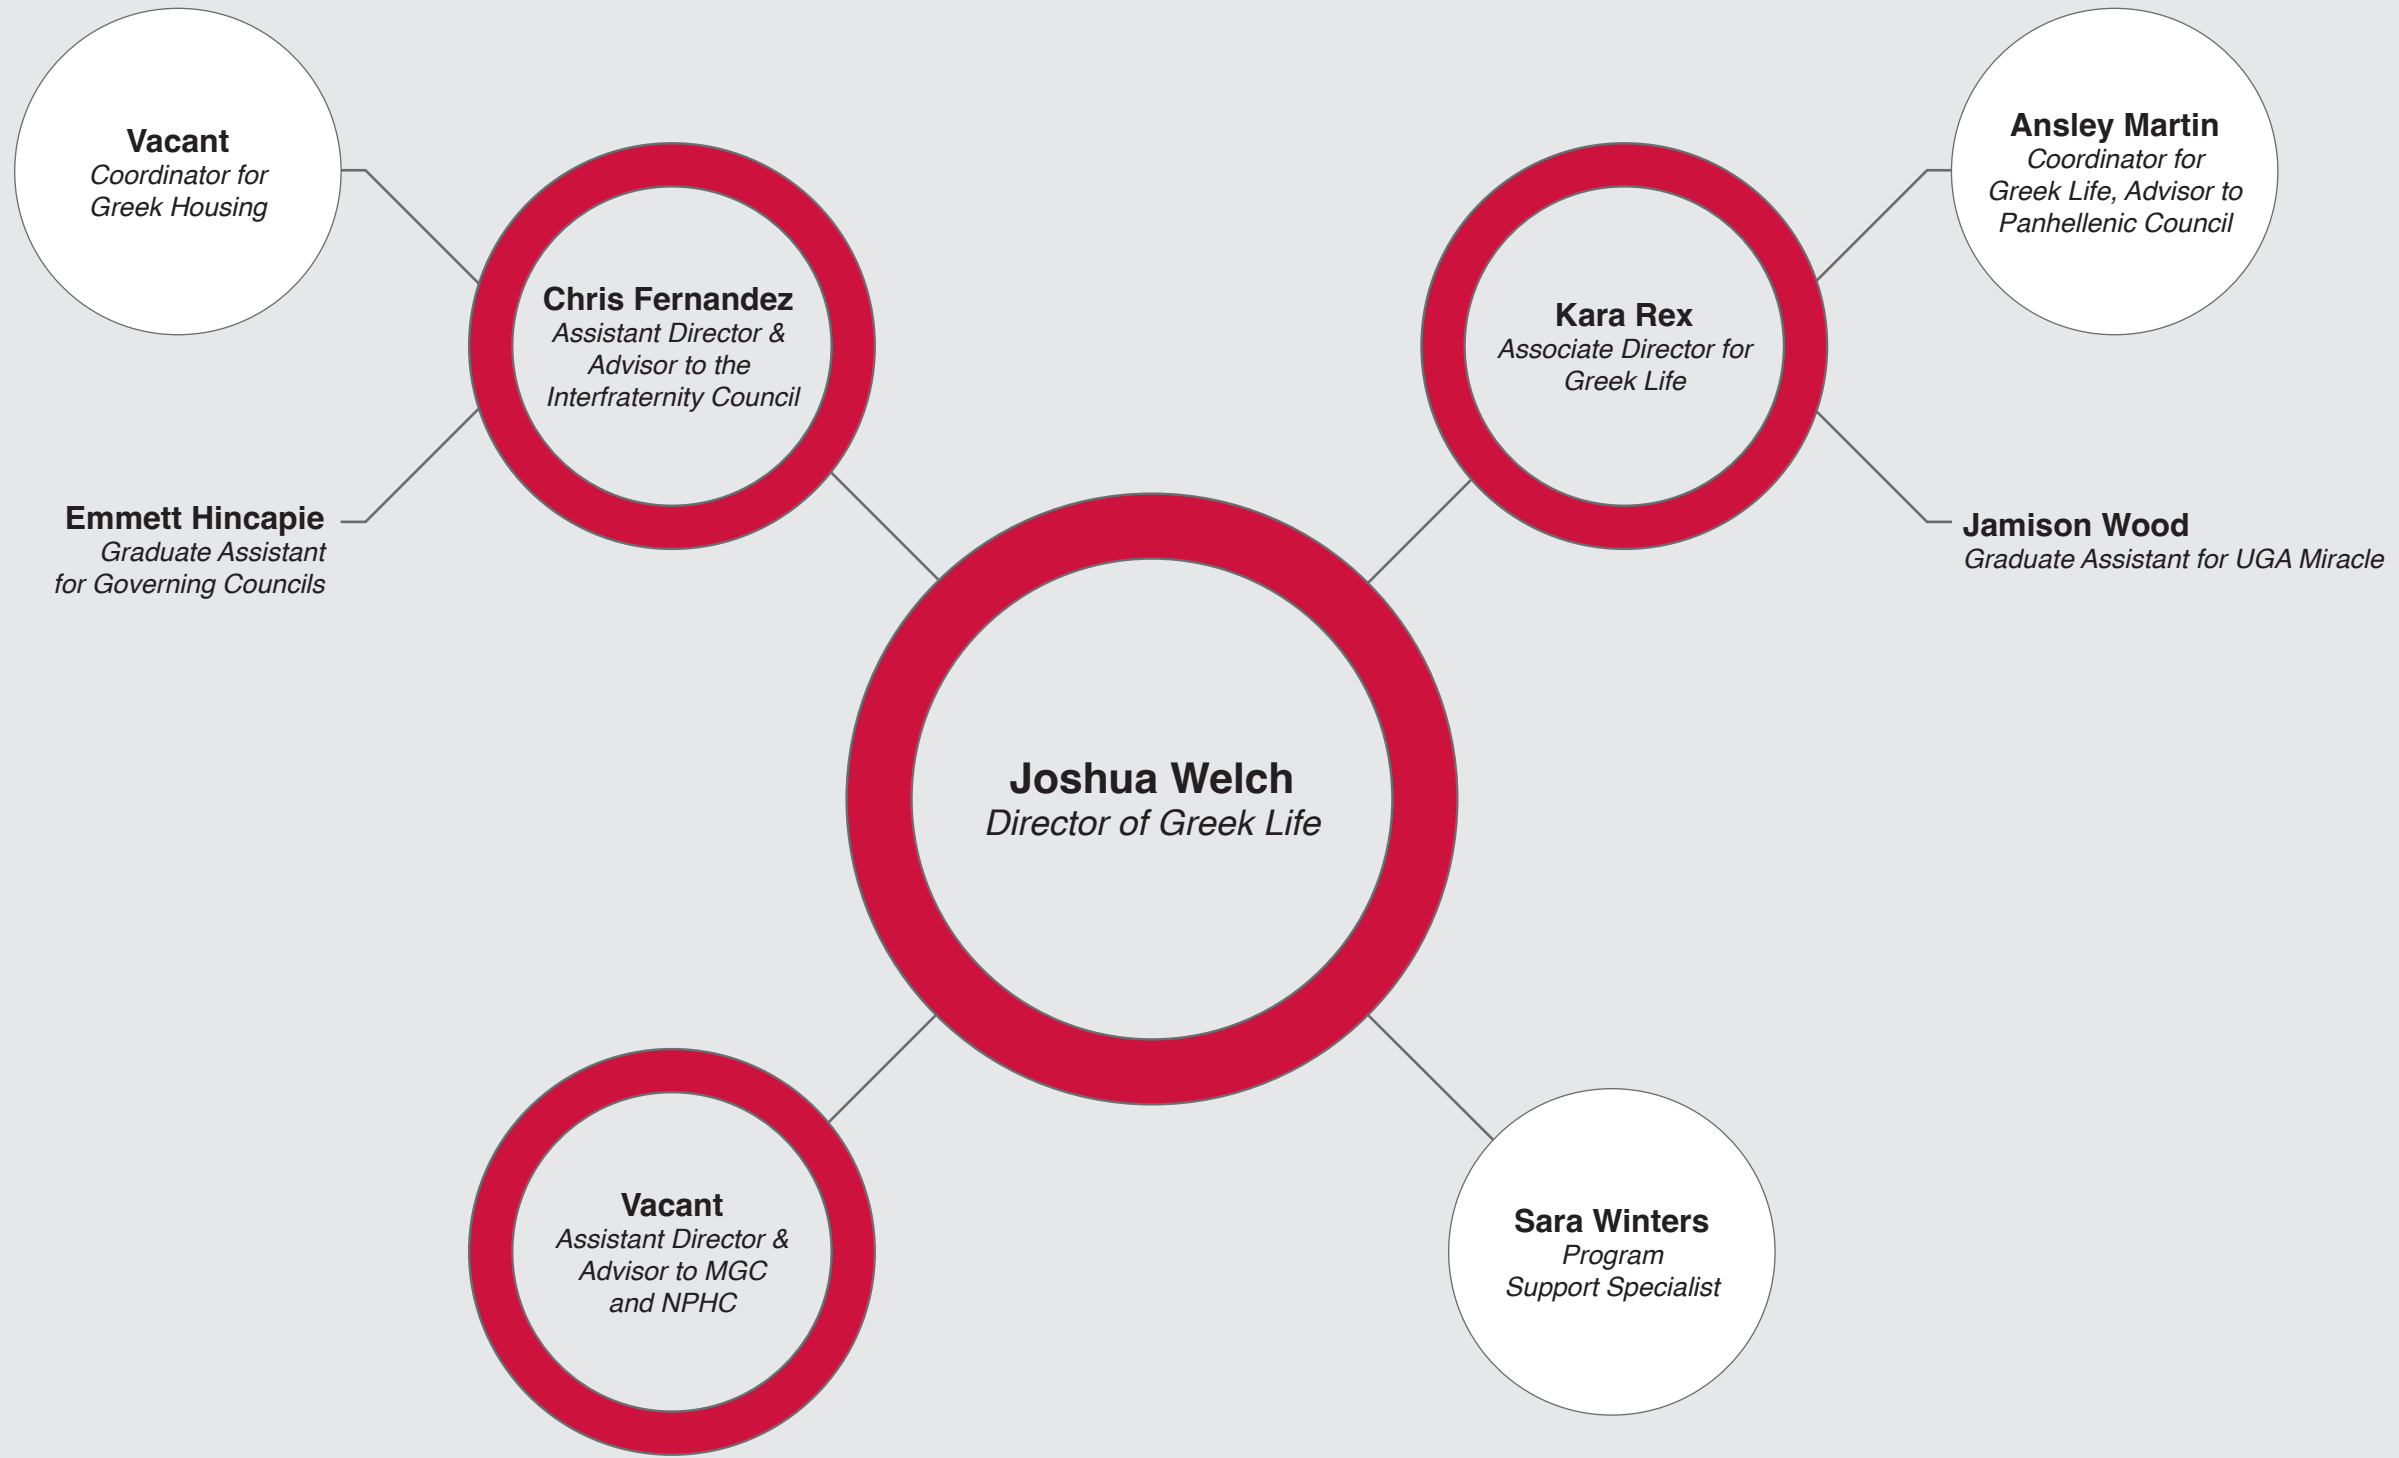 Vacant
Coordinator for
Greek Housing
Chris Fernandez
Assistant Director &
Advisor to the
Interfraternity Council
Emmett Hincapie
Graduate Assistant
for Governing Councils
Kara Rex
Associate Director for
Greek Life
Ansley Martin
Coordinator for
Greek Life, Advisor to
Panhellenic Council
Jamison Wood
Graduate Assistant for UGA Miracle
Joshua Welch
Director of Greek Life
Vacant
Assistant Director &
Advisor to MGC
and NPHC
Sara Winters
Program
Support Specialist